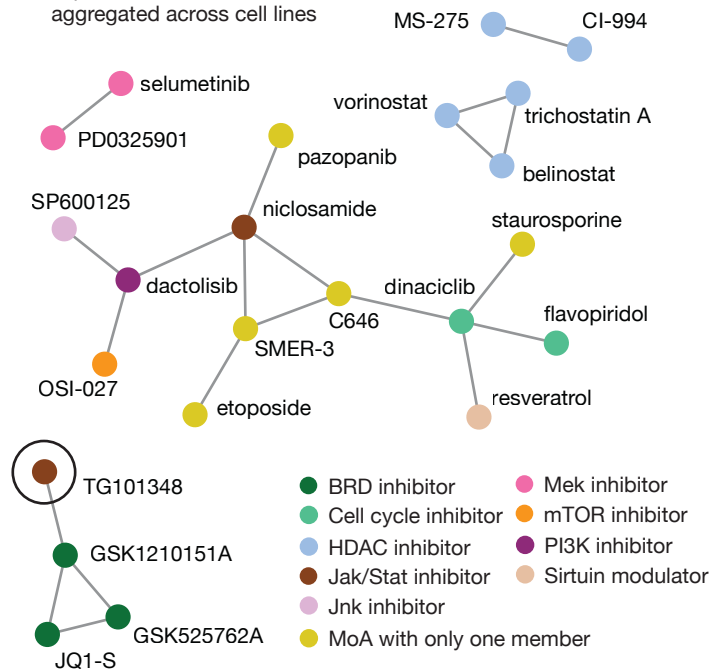 aggregated across cell lines
MS-275
CI-994
selumetinib
vorinostat
trichostatin A
PD0325901
pazopanib
belinostat
SP600125
niclosamide
staurosporine
dactolisib
dinaciclib
flavopiridol
C646
SMER-3
OSI-027
etoposide
resveratrol
TG101348
GSK1210151A
GSK525762A
JQ1-S
BRD inhibitor
Cell cycle inhibitor
HDAC inhibitor
Jak/Stat inhibitor
Jnk inhibitor
MoA with only one member
Mek inhibitor
mTOR inhibitor
PI3K inhibitor
Sirtuin modulator